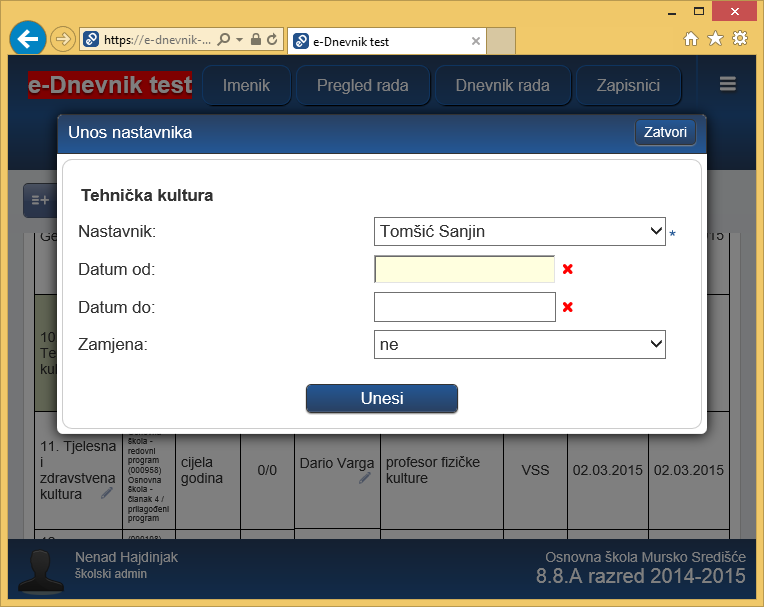 https://e-dnevnik-...
e-Dnevnik test
e-Dnevnik test
Imenik
Pregled rada
Dnevnik rada
Zapisnici
Unos nastavnika
Zatvori
Tehnička kultura
Nastavnik:
Tomšić Sanjin
*
Datum od:
Datum do:
Zamjena:
ne
Unesi
Ge
015
10
Te
kul
11. Tjelesna
i
zdravstvena
kultura
škola -
redovni
program
(000958)
Osnovna
škola -
članak 4 /
prilagođeni
program
cijela
godina
0/0
Dario Varga
profesor fizičke
kulture
VSS
02.03.2015
02.03.2015
Nenad Hajdinjak
školski admin
Osnovna škola Mursko Središće
8.8.A razred 2014-2015